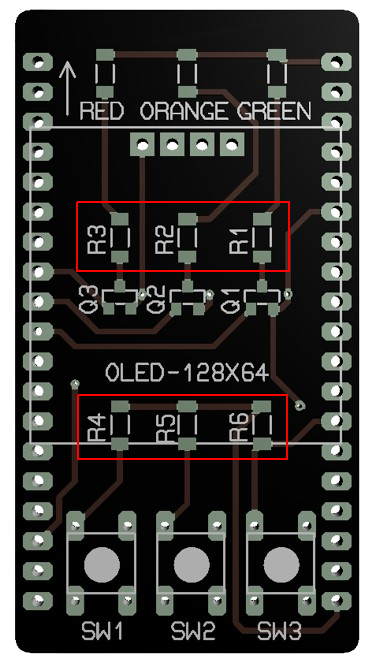 RED ORANGE GREEN
R3 R2 R1
Q3 Q2 Q1
OLED-128X64
R4 R5 R6
SW1 SW2 SW3